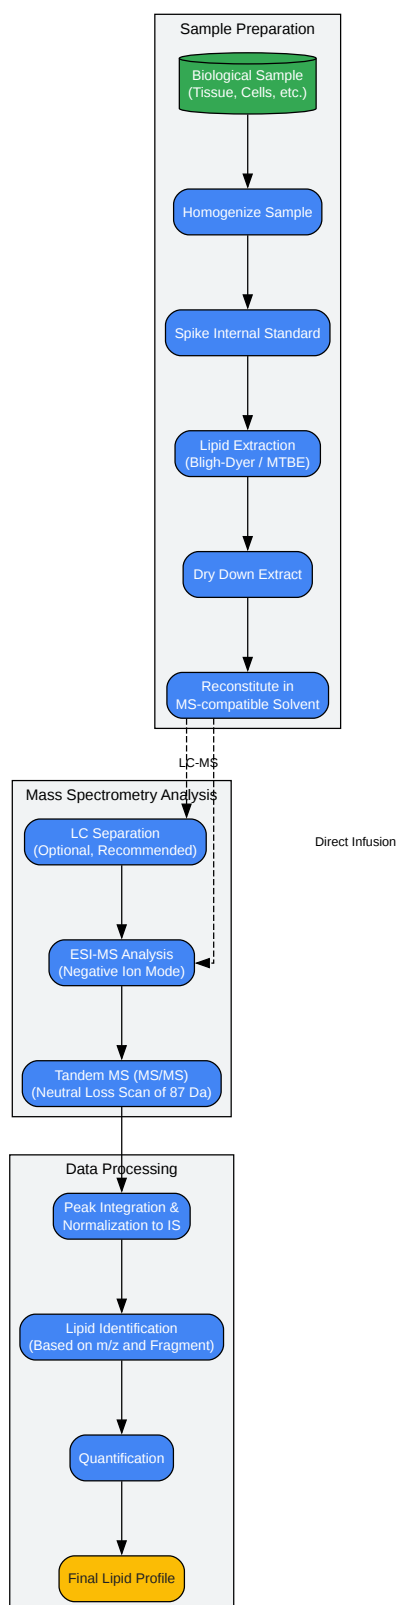 Sample Preparation
Biological Sample
(Tissue, Cells, etc.)
Homogenize Sample
Spike Internal Standard
Lipid Extraction
(Bligh-Dyer / MTBE)
Dry Down Extract
Reconstitute in
MS-compatible Solvent
LC-MS
Mass Spectrometry Analysis
LC Separation
(Optional, Recommended)
Direct Infusion
ESI-MS Analysis
(Negative Ion Mode)
Tandem MS (MS/MS)
(Neutral Loss Scan of 87 Da)
Data Processing
Peak Integration &
Normalization to IS
Lipid Identification
(Based on m/z and Fragment)
Quantification
Final Lipid Profile